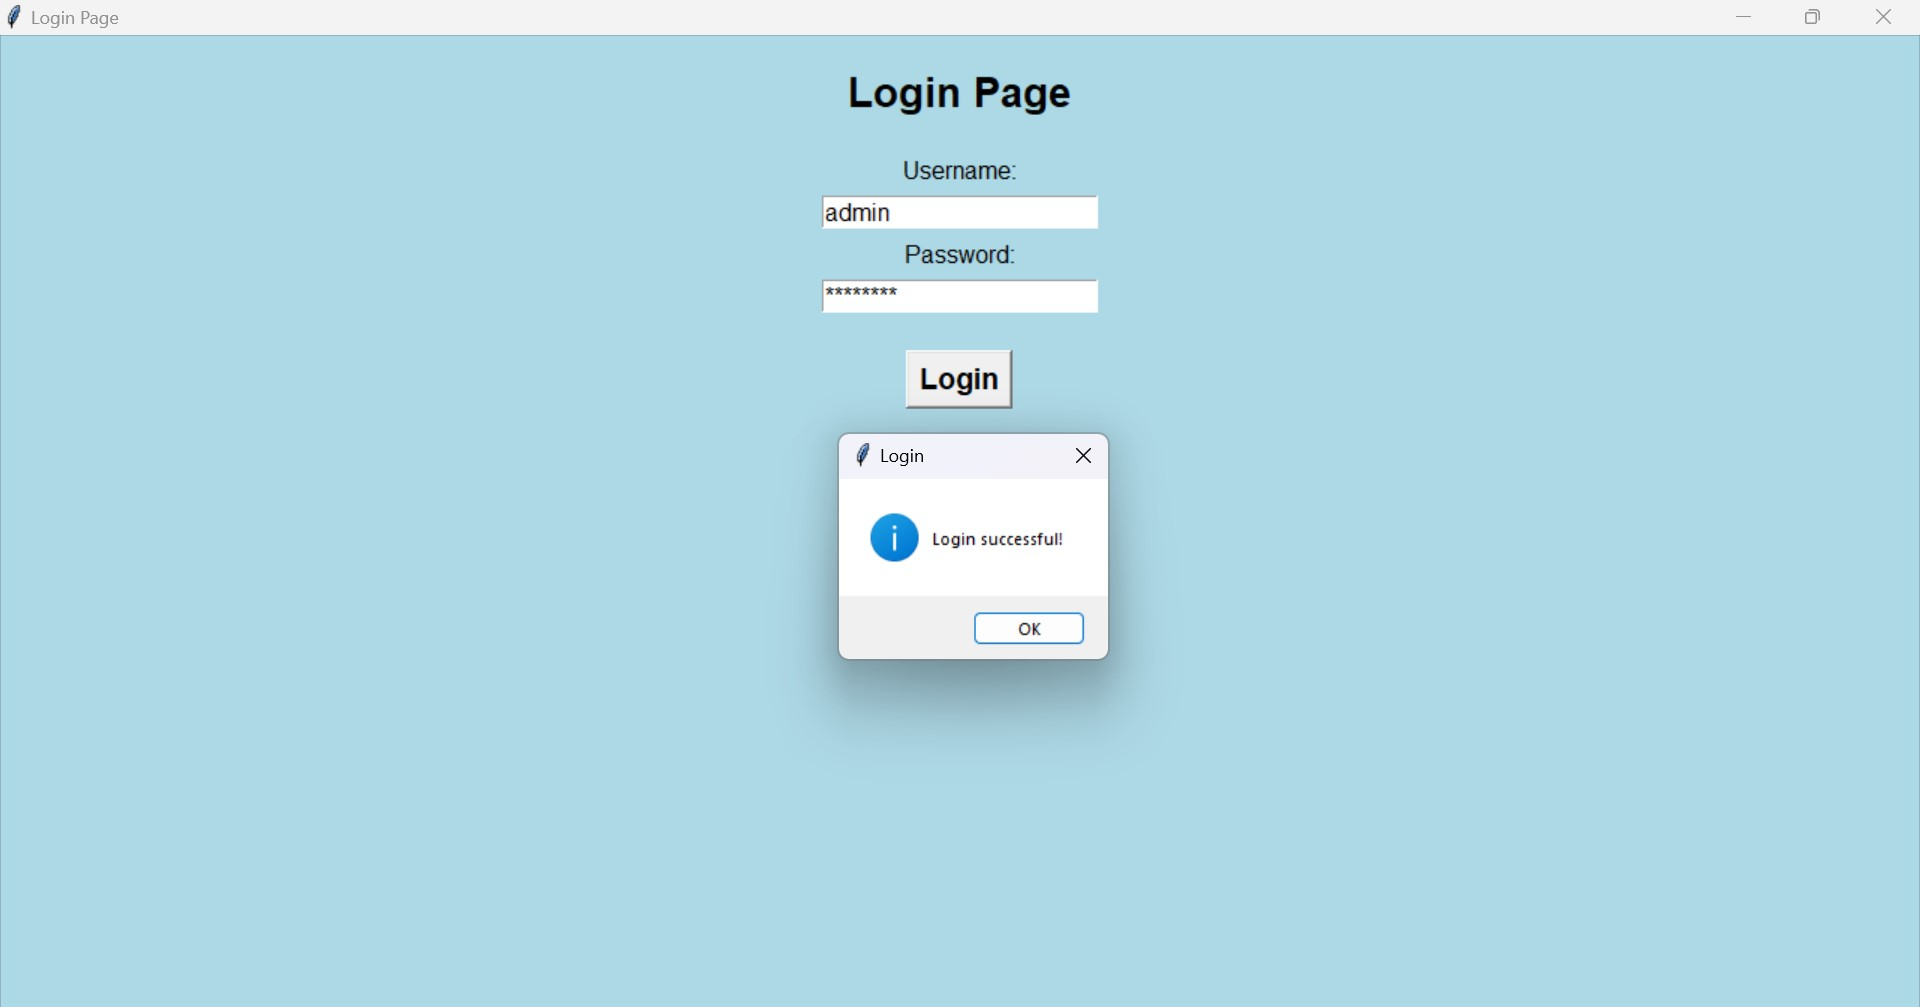 Login Page
Login Page
Username:
admin
Password:
********
Login
Login
Login successful!
OK